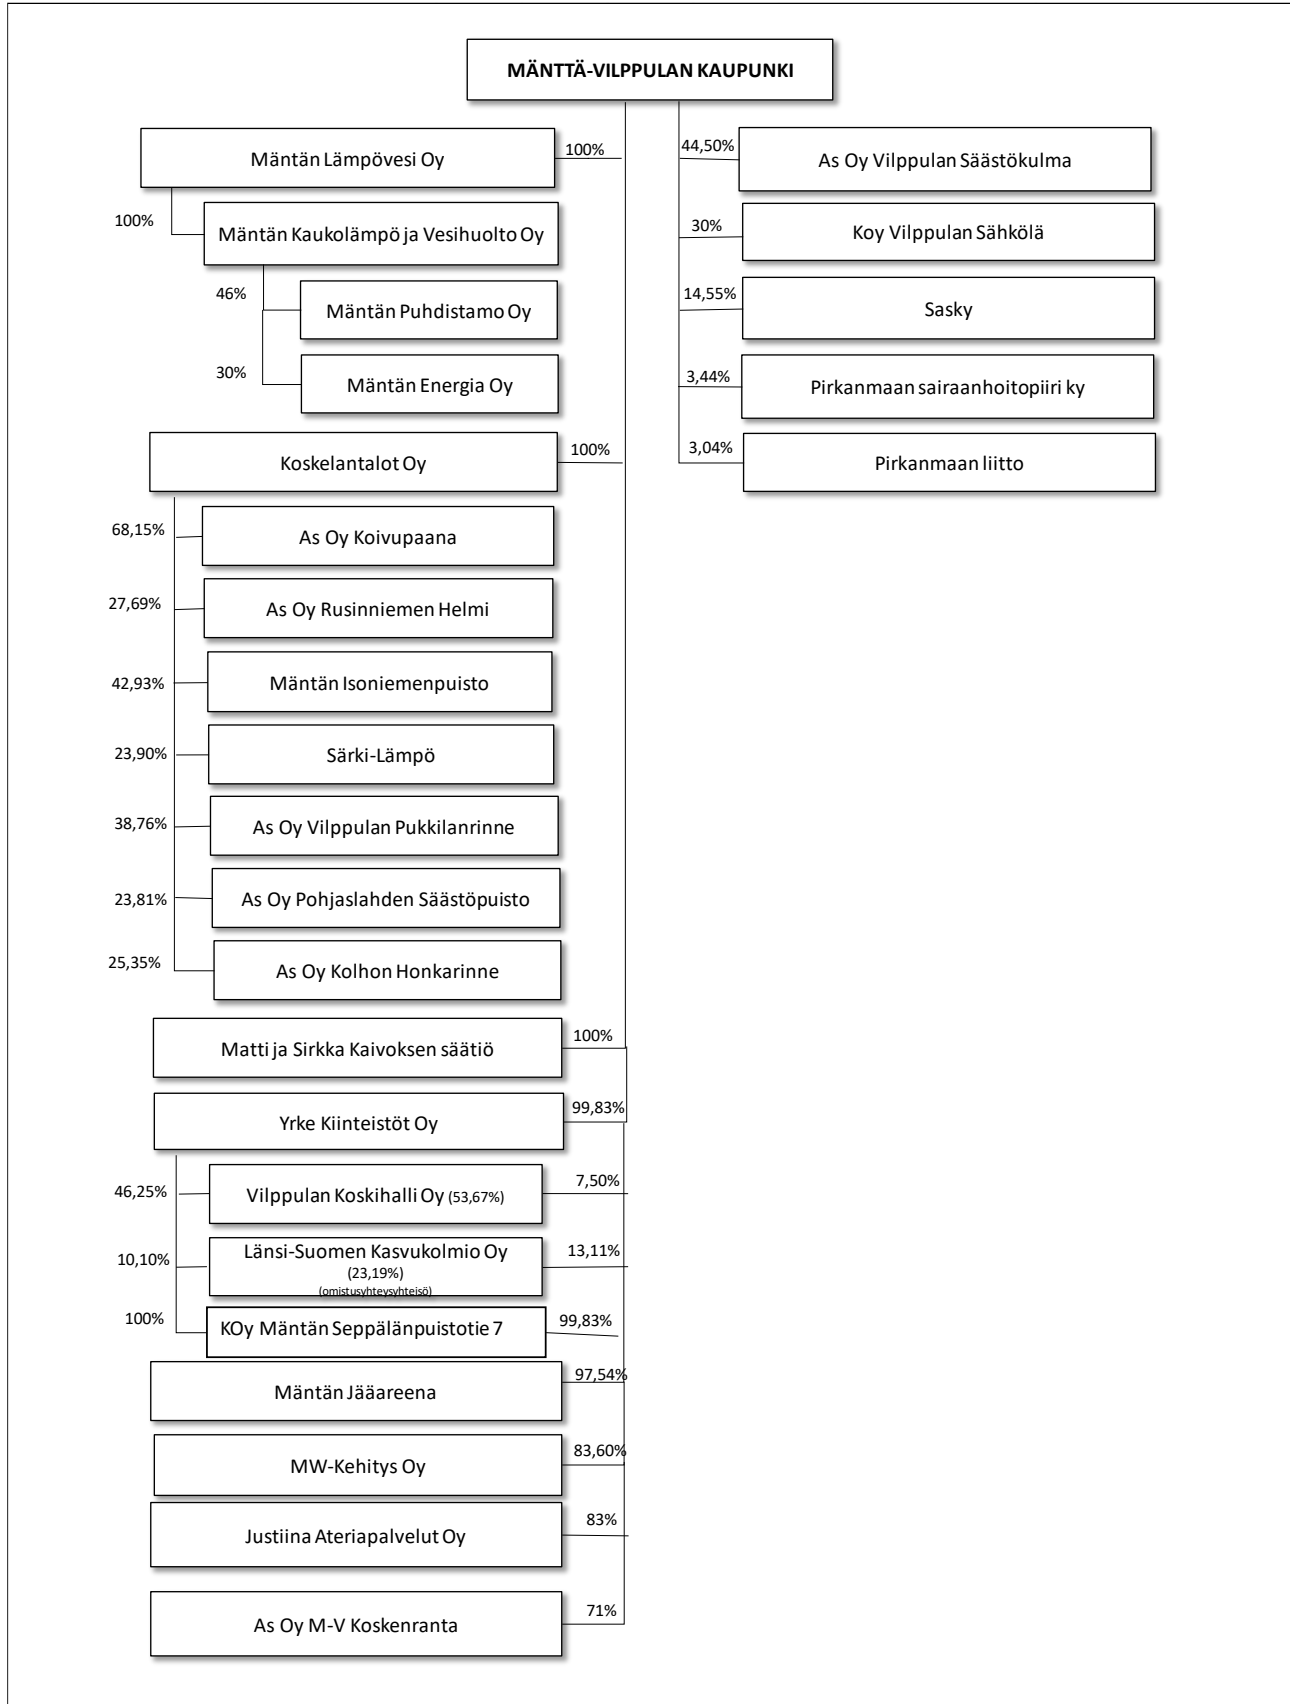 MÄNTTÄ-VILPPULAN KAUPUNKI
Mäntän Lämpövesi Oy
100%
100%
Mäntän Kaukolämpö ja Vesihuolto Oy
46%
Mäntän Puhdistamo Oy
30%
Mäntän Energia Oy
Koskelantalot Oy
100%
68,15%
As Oy Koivupaana
27,69%
As Oy Rusinniemen Helmi
42,93%
Mäntän Isoniemenpuisto
23,90%
Särki-Lämpö
38,76%
As Oy Vilppulan Pukkilanrinne
23,81%
As Oy Pohjaslahden Säästöpuisto
25,35%
As Oy Kolhon Honkarinne
Matti ja Sirkka Kaivoksen säätiö
100%
Yrke Kiinteistöt Oy
99,83%
46,25%
Vilppulan Koskihalli Oy (53,67%)
7,50%
10,10%
Länsi-Suomen Kasvukolmio Oy
(23,19%)
(omistusyhteysyhteisö)
13,11%
100%
KOy Mäntän Seppälänpuistotie 7
99,83%
Mäntän Jääareena
97,54%
MW-Kehitys Oy
83,60%
Justiina Ateriapalvelut Oy
83%
As Oy M-V Koskenranta
71%
44,50%
As Oy Vilppulan Säästökulma
30%
Koy Vilppulan Sähkölä
14,55%
Sasky
3,44%
Pirkanmaan sairaanhoitopiiri ky
3,04%
Pirkanmaan liitto